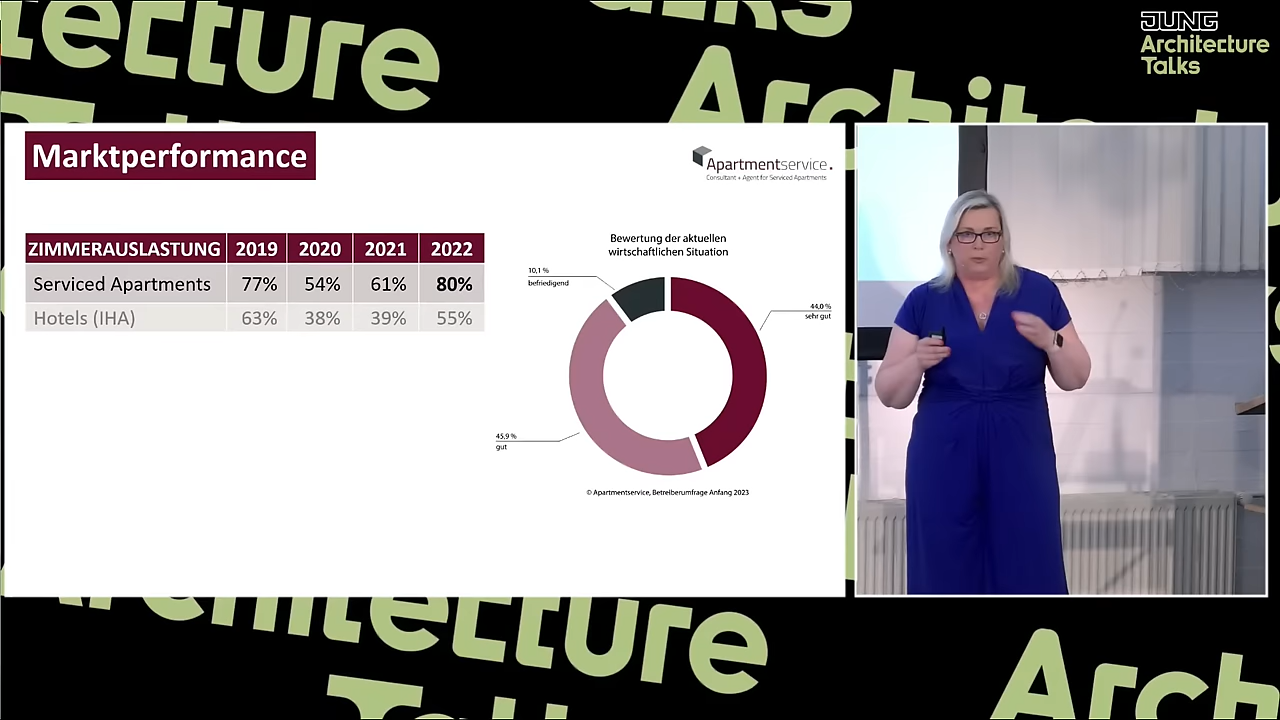 JUNG
Architecture
Talks
Marktperformance
Apartmentservice.
Consultant + Agent for Serviced Apartments
ZIMMERAUSLASTUNG 2019 2020 2021 2022
Serviced Apartments 77% 54% 61% 80%
Hotels (IHA) 63% 38% 39% 55%
Bewertung der aktuellen
wirtschaftlichen Situation
10,1 %
befriedigend
44,0 %
sehr gut
45,9 %
gut
© Apartmentservice, Betreiberumfrage Anfang 2023
Architecture